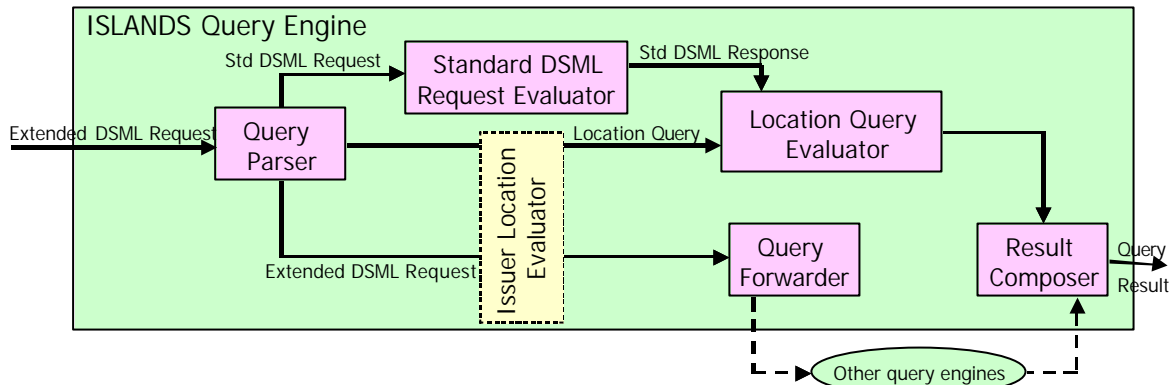 ISLANDS Query Engine
Std DSML Request
Standard DSML
Request Evaluator
Std DSML Response
Extended DSML Request
Query
Parser
Issuer Location
Evaluator
Location Query
Location Query
Evaluator
Extended DSML Request
Query
Forwarder
Result
Composer
Query
Result
Other query engines